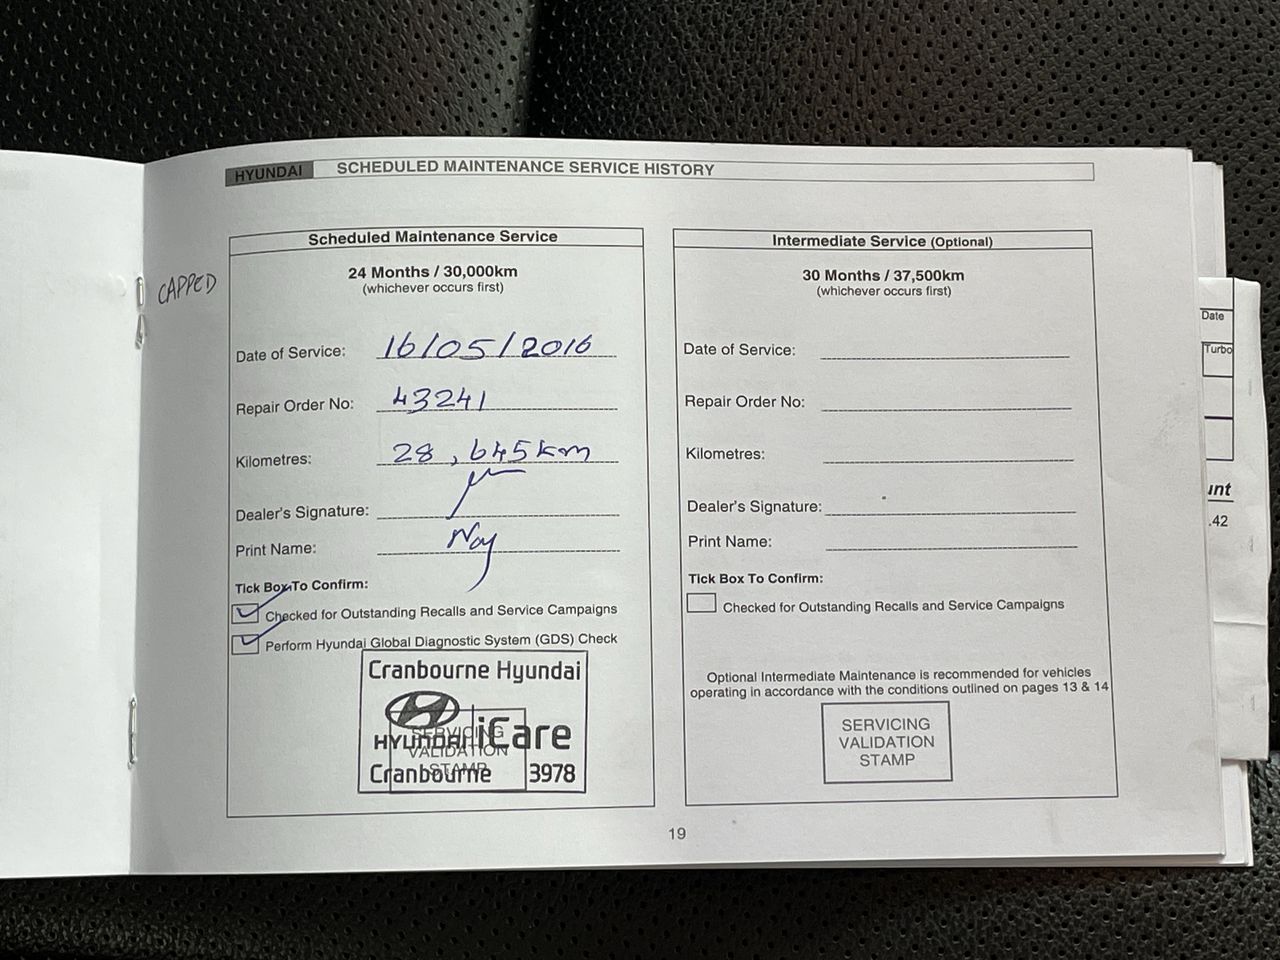 HYUNDAI SCHEDULED MAINTENANCE SERVICE HISTORY
CAPPED
Scheduled Maintenance Service
24 Months / 30,000km
(whichever occurs first)
Date of Service: 16/05/2016
Repair Order No: 43241
Kilometres: 28,645km
Dealer's Signature:
Print Name:
Tick Box To Confirm:
Checked for Outstanding Recalls and Service Campaigns
Perform Hyundai Global Diagnostic System (GDS) Check
Cranbourne Hyundai
HYUNDAI iCare
SERVICING
VALIDATION
STAMP
Cranbourne 3978
Intermediate Service (Optional)
30 Months / 37,500km
(whichever occurs first)
Date of Service:
Repair Order No:
Kilometres:
Dealer's Signature:
Print Name:
Tick Box To Confirm:
Checked for Outstanding Recalls and Service Campaigns
Optional Intermediate Maintenance is recommended for vehicles
operating in accordance with the conditions outlined on pages 13 & 14
SERVICING
VALIDATION
STAMP
19
Date
Turbo
unt
.42